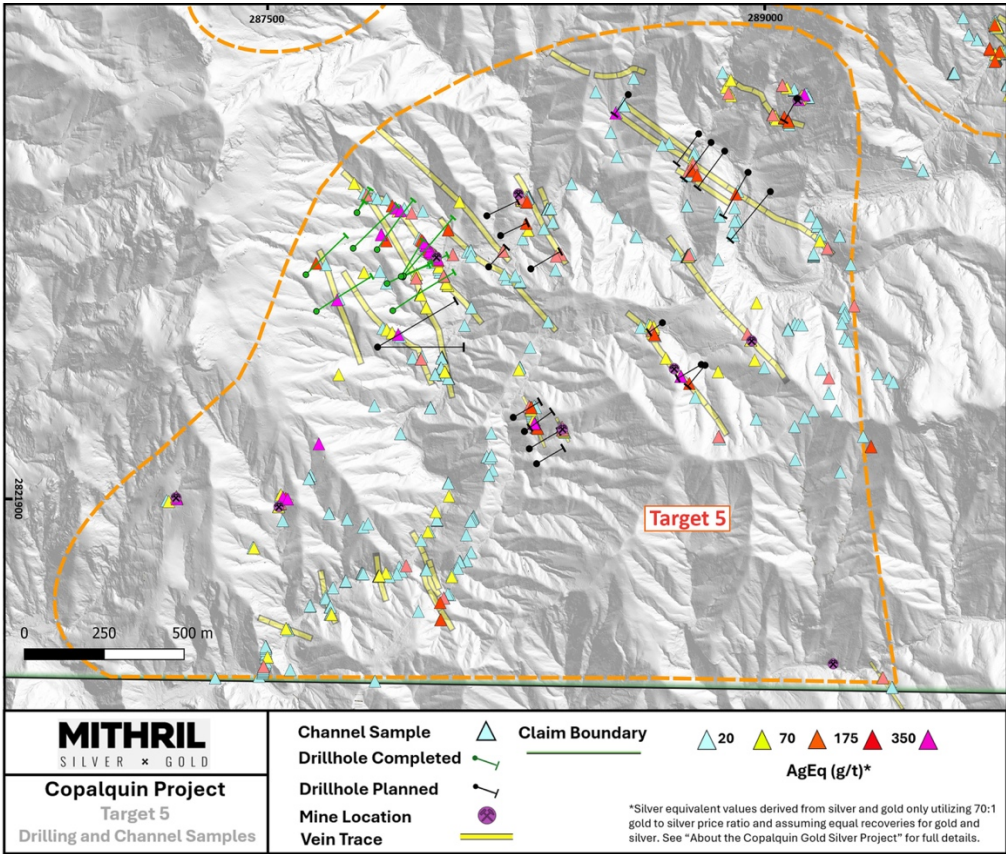 287500
289000
2821900
Target 5
0 250 500 m
MITHRIL
SILVER × GOLD
Copalquin Project
Target 5
Drilling and Channel Samples
Channel Sample
Drillhole Completed
Drillhole Planned
Mine Location
Vein Trace
Claim Boundary
20 70 175 350
AgEq (g/t)*
*Silver equivalent values derived from silver and gold only utilizing 70:1
gold to silver price ratio and assuming equal recoveries for gold and
silver. See “About the Copalquin Gold Silver Project” for full details.